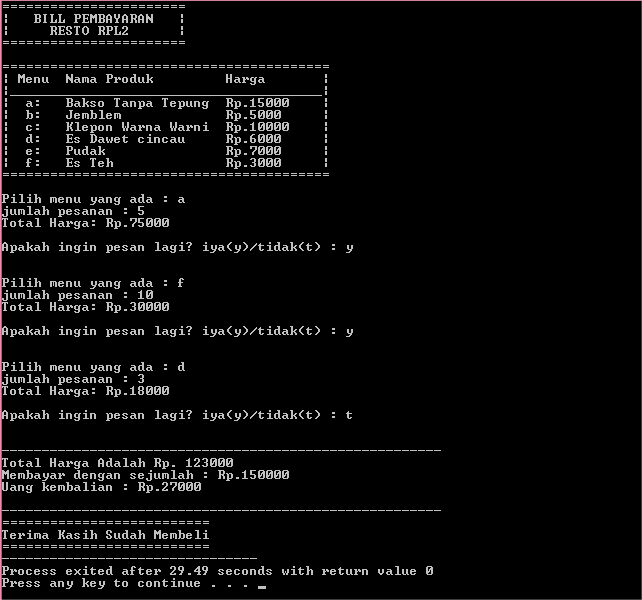 =======================
¦   BILL PEMBAYARAN   ¦
¦     RESTO RPL2      ¦
=======================
=========================================
¦ Menu  Nama Produk         Harga       ¦
¦_______________________________________¦
¦  a:   Bakso Tanpa Tepung  Rp.15000    ¦
¦  b:   Jemblem             Rp.5000     ¦
¦  c:   Klepon Warna Warni  Rp.10000    ¦
¦  d:   Es Dawet cincau     Rp.6000     ¦
¦  e:   Pudak               Rp.7000     ¦
¦  f:   Es Teh              Rp.3000     ¦
=========================================
Pilih menu yang ada : a
jumlah pesanan : 5
Total Harga: Rp.75000
Apakah ingin pesan lagi? iya(y)/tidak(t) : y
Pilih menu yang ada : f
jumlah pesanan : 10
Total Harga: Rp.30000
Apakah ingin pesan lagi? iya(y)/tidak(t) : y
Pilih menu yang ada : d
jumlah pesanan : 3
Total Harga: Rp.18000
Apakah ingin pesan lagi? iya(y)/tidak(t) : t
_______________________________________________________
Total Harga Adalah Rp. 123000
Membayar dengan sejumlah : Rp.150000
Uang kembalian : Rp.27000
_______________________________________________________
==========================
Terima Kasih Sudah Membeli
==========================
--------------------------------
Process exited after 29.49 seconds with return value 0
Press any key to continue . . . _